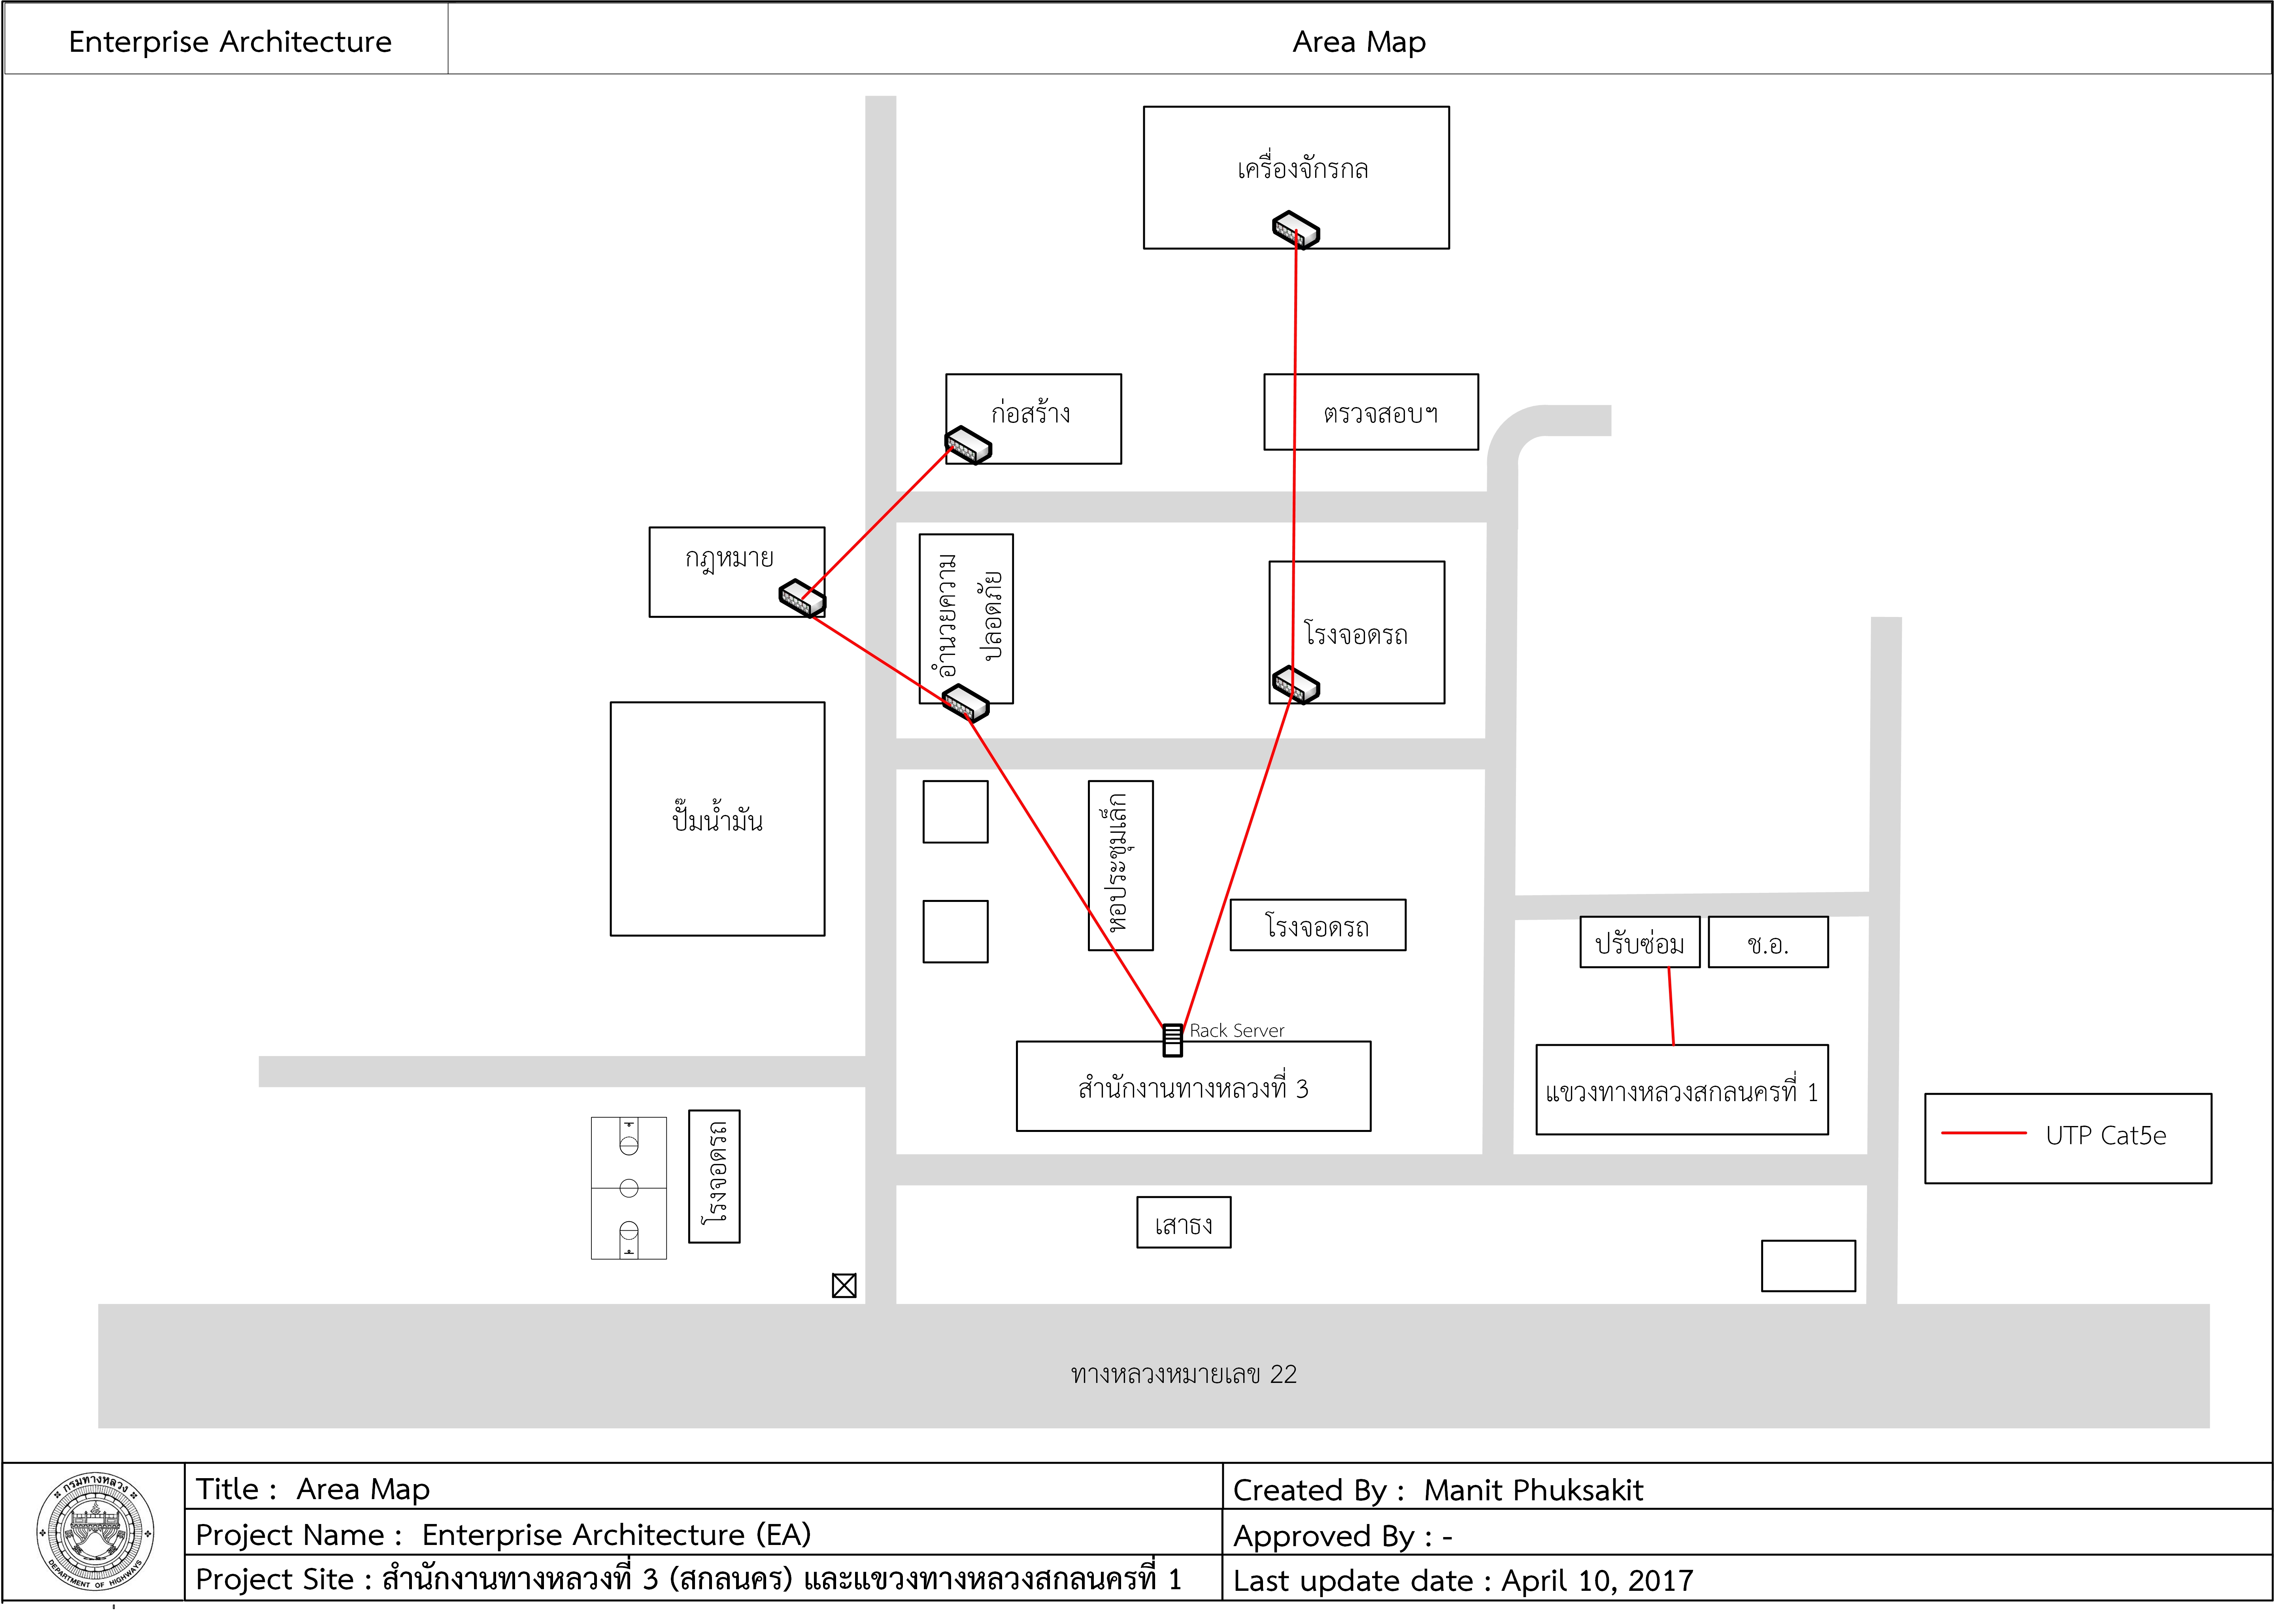 Enterprise Architecture
Area Map
เครื่องจักรกล
ก่อสร้าง
ตรวจสอบฯ
กฎหมาย
อำนวยความ
ปลอดภัย
โรงจอดรถ
ปั๊มน้ำมัน
หอประชุมเล็ก
โรงจอดรถ
ปรับซ่อม
ช.อ.
Rack Server
สำนักงานทางหลวงที่ 3
แขวงทางหลวงสกลนครที่ 1
UTP Cat5e
โรงจอดรถ
เสาธง
ทางหลวงหมายเลข 22
กรมทางหลวง
DEPARTMENT OF HIGHWAYS
Title : Area Map
Created By : Manit Phuksakit
Project Name : Enterprise Architecture (EA)
Approved By : -
Project Site : สำนักงานทางหลวงที่ 3 (สกลนคร) และแขวงทางหลวงสกลนครที่ 1
Last update date : April 10, 2017